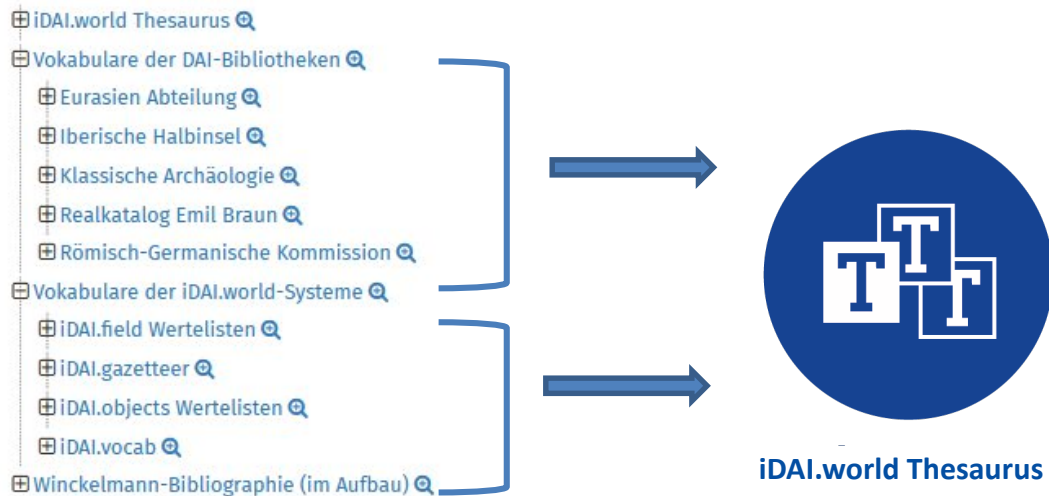 iDAI.world Thesaurus
Vokabulare der DAI-Bibliotheken
Eurasien Abteilung
Iberische Halbinsel
Klassische Archäologie
Realkatalog Emil Braun
Römisch-Germanische Kommission
Vokabulare der iDAI.world-Systeme
iDAI.field Wertelisten
iDAI.gazetteer
iDAI.objects Wertelisten
iDAI.vocab
Winckelmann-Bibliographie (im Aufbau)
T T T
iDAI.world Thesaurus